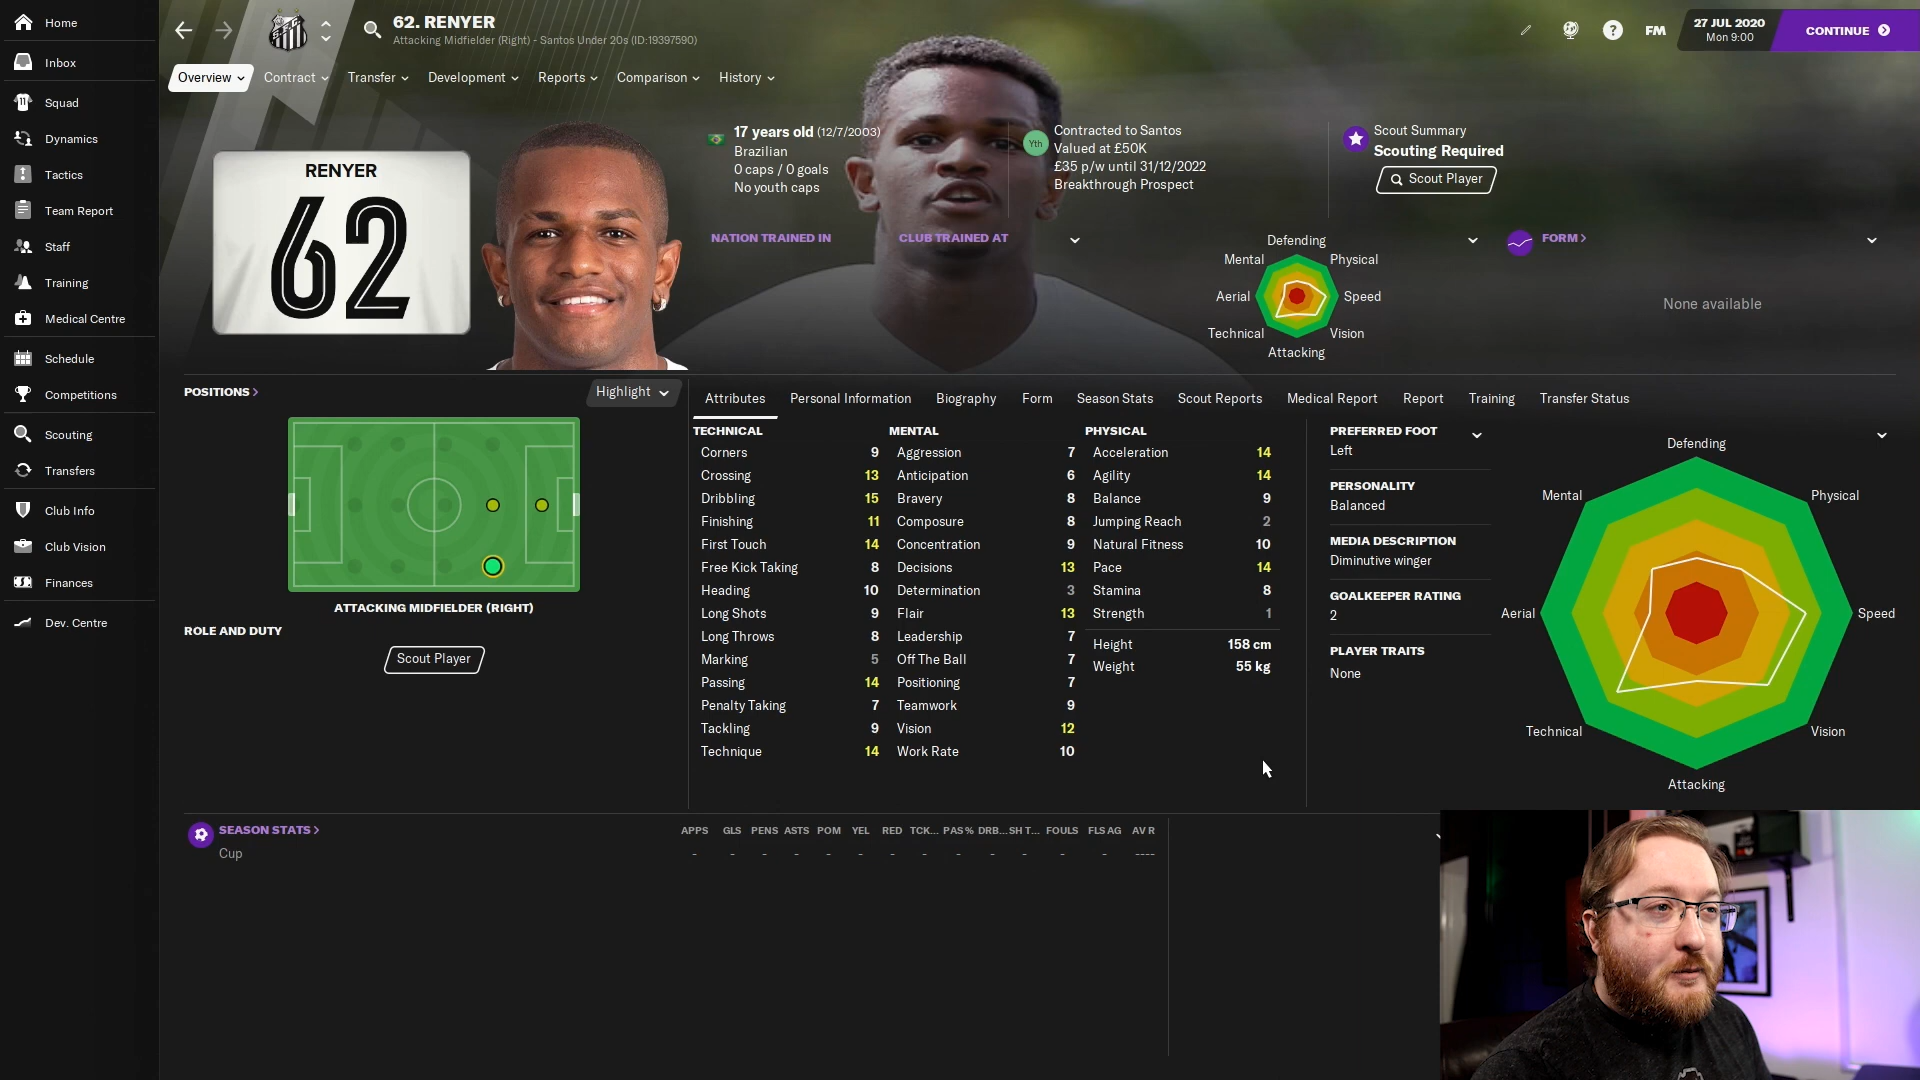 Home
Inbox
Squad
Dynamics
Tactics
Team Report
Staff
Training
Medical Centre
Schedule
Competitions
Scouting
Transfers
Club Info
Club Vision
Finances
Dev. Centre
62. RENYER
Attacking Midfielder (Right) - Santos Under 20s (ID:19397590)
FM
27 JUL 2020
Mon 9:00
CONTINUE
Overview Contract Transfer Development Reports Comparison History
RENYER
62
17 years old (12/7/2003)
Brazilian
0 caps / 0 goals
No youth caps
Yth
Contracted to Santos
Valued at £50K
£35 p/w until 31/12/2022
Breakthrough Prospect
Scout Summary
Scouting Required
Scout Player
NATION TRAINED IN
CLUB TRAINED AT
Defending
Mental Physical
Aerial Speed
Technical Vision
Attacking
FORM
None available
POSITIONS
Highlight
ATTACKING MIDFIELDER (RIGHT)
ROLE AND DUTY
Scout Player
Attributes Personal Information Biography Form Season Stats Scout Reports Medical Report Report Training Transfer Status
TECHNICAL
Corners 9
Crossing 13
Dribbling 15
Finishing 11
First Touch 14
Free Kick Taking 8
Heading 10
Long Shots 9
Long Throws 8
Marking 5
Passing 14
Penalty Taking 7
Tackling 9
Technique 14
MENTAL
Aggression 7
Anticipation 6
Bravery 8
Composure 8
Concentration 9
Decisions 13
Determination 3
Flair 13
Leadership 7
Off The Ball 7
Positioning 7
Teamwork 9
Vision 12
Work Rate 10
PHYSICAL
Acceleration 14
Agility 14
Balance 9
Jumping Reach 2
Natural Fitness 10
Pace 14
Stamina 8
Strength 1
Height 158 cm
Weight 55 kg
PREFERRED FOOT
Left
PERSONALITY
Balanced
MEDIA DESCRIPTION
Diminutive winger
GOALKEEPER RATING
2
PLAYER TRAITS
None
Defending
Mental Physical
Aerial Speed
Technical Vision
Attacking
SEASON STATS APPS GLS PENS ASTS POM YEL RED TCK... PAS % DRB... SH T... FOULS FLS AG AV R
Cup - - - - - - - - - - - - - ----